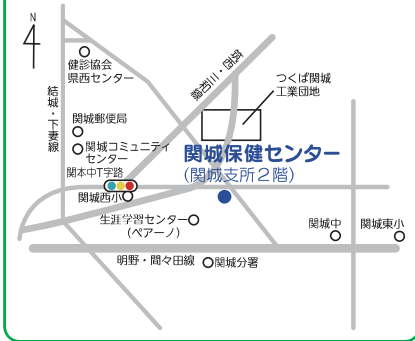 N
健診協会
県西センター
筑西・三和線
つくば関城
工業団地
結城・下妻線
関城郵便局
関城コミュニティ
センター
関城保健センター
(関城支所2階)
関本中T字路
関城西小
生涯学習センター
(ペアーノ)
関城中
関城東小
明野・間々田線
関城分署